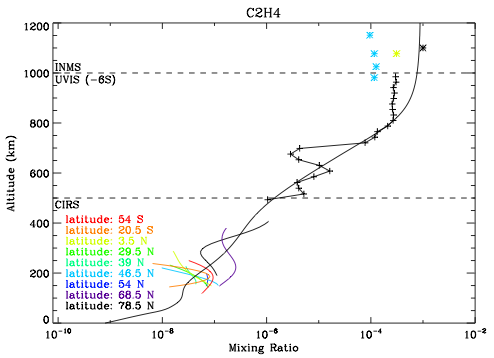 C2H4
1200
1000
800
600
400
200
0
Altitude (km)
INMS
UVIS (-6S)
CIRS
latitude: 54 S
latitude: 20.5 S
latitude: 3.5 N
latitude: 29.5 N
latitude: 39 N
latitude: 46.5 N
latitude: 54 N
latitude: 68.5 N
latitude: 78.5 N
10^-10
10^-8
10^-6
10^-4
10^-2
Mixing Ratio